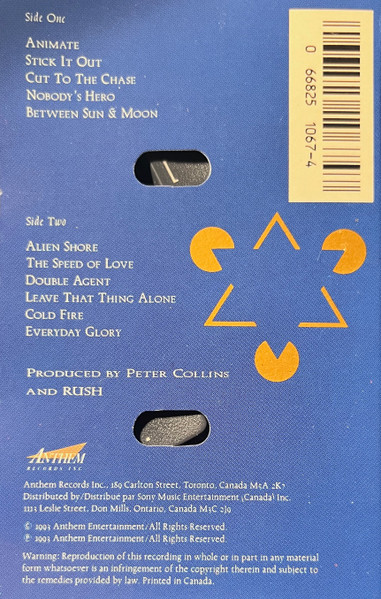 Side One
Animate
Stick It Out
Cut To The Chase
Nobody's Hero
Between Sun & Moon
0 66825 1067-4
Side Two
Alien Shore
The Speed of Love
Double Agent
Leave That Thing Alone
Cold Fire
Everyday Glory
Produced by Peter Collins
and RUSH
ANTHEM
RECORDS INC
Anthem Records Inc., 189 Carlton Street, Toronto, Canada M5A 2K7
Distributed by/Distribue par Sony Music Entertainment (Canada) Inc.
1113 Leslie Street, Don Mills, Ontario, Canada M3C 2J9
© 1993 Anthem Entertainment/All Rights Reserved.
℗ 1993 Anthem Entertainment/All Rights Reserved.
Warning: Reproduction of this recording in whole or in part in any material
form whatsoever is an infringement of the copyright therein and subject to
the remedies provided by law. Printed in Canada.